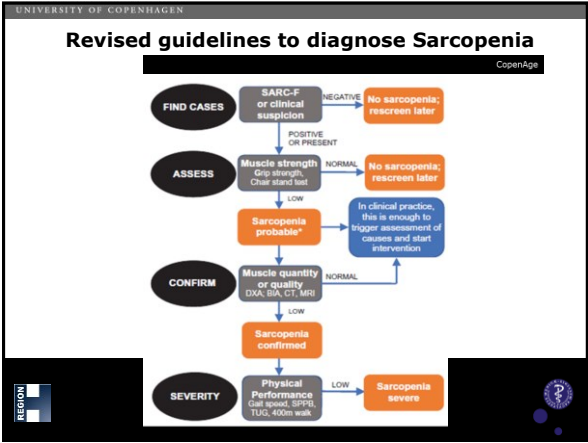 UNIVERSITY OF COPENHAGEN
Revised guidelines to diagnose Sarcopenia
CopenAge
FIND CASES
SARC-F
or clinical
suspicion
NEGATIVE
No sarcopenia;
rescreen later
POSITIVE
OR PRESENT
ASSESS
Muscle strength
Grip strength,
Chair stand test
NORMAL
No sarcopenia;
rescreen later
LOW
Sarcopenia
probable*
In clinical practice,
this is enough to
trigger assessment of
causes and start
intervention
CONFIRM
Muscle quantity
or quality
DXA; BIA, CT, MRI
NORMAL
LOW
Sarcopenia
confirmed
SEVERITY
Physical
Performance
Gait speed, SPPB,
TUG, 400m walk
LOW
Sarcopenia
severe
REGION
H